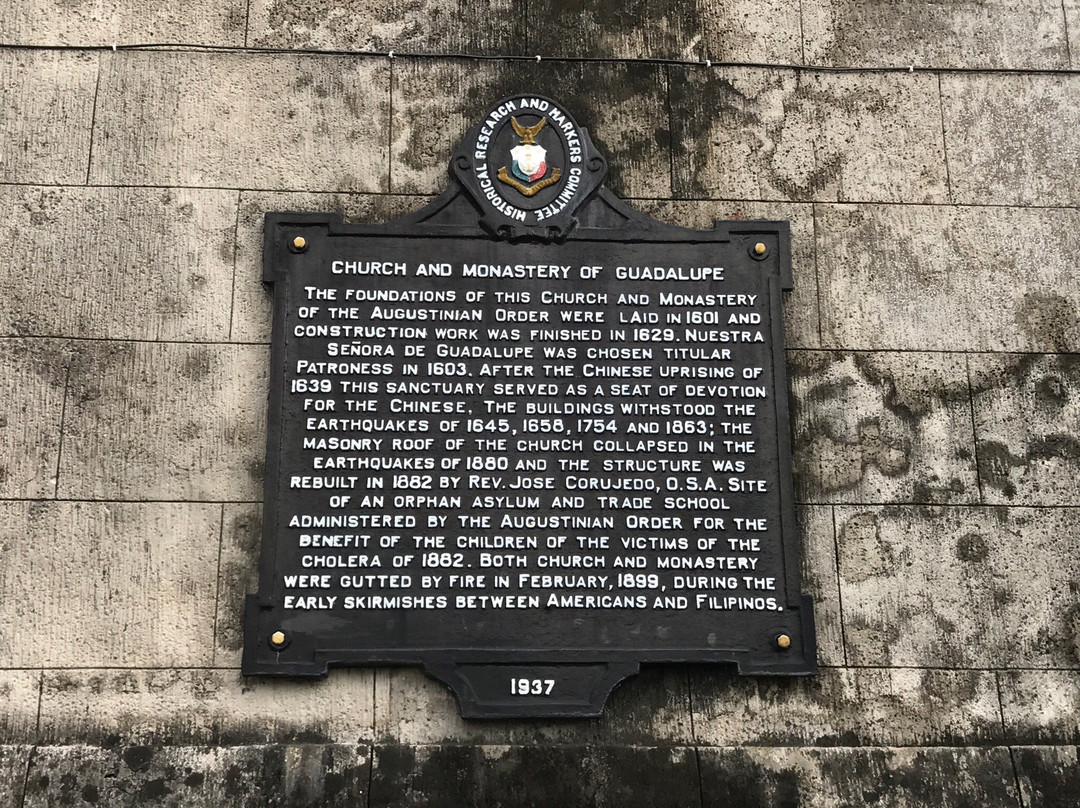 HISTORICAL RESEARCH AND MARKERS COMMITTEE
CHURCH AND MONASTERY OF GUADALUPE
THE FOUNDATIONS OF THIS CHURCH AND MONASTERY
OF THE AUGUSTINIAN ORDER WERE LAID IN 1601 AND
CONSTRUCTION WORK WAS FINISHED IN 1629. NUESTRA
SEÑORA DE GUADALUPE WAS CHOSEN TITULAR
PATRONESS IN 1603. AFTER THE CHINESE UPRISING OF
1639 THIS SANCTUARY SERVED AS A SEAT OF DEVOTION
FOR THE CHINESE. THE BUILDINGS WITHSTOOD THE
EARTHQUAKES OF 1645, 1658, 1754 AND 1863; THE
MASONRY ROOF OF THE CHURCH COLLAPSED IN THE
EARTHQUAKES OF 1880 AND THE STRUCTURE WAS
REBUILT IN 1882 BY REV. JOSE CORUJEDO, O.S.A. SITE
OF AN ORPHAN ASYLUM AND TRADE SCHOOL
ADMINISTERED BY THE AUGUSTINIAN ORDER FOR THE
BENEFIT OF THE CHILDREN OF THE VICTIMS OF THE
CHOLERA OF 1882. BOTH CHURCH AND MONASTERY
WERE GUTTED BY FIRE IN FEBRUARY, 1899, DURING THE
EARLY SKIRMISHES BETWEEN AMERICANS AND FILIPINOS.
1937